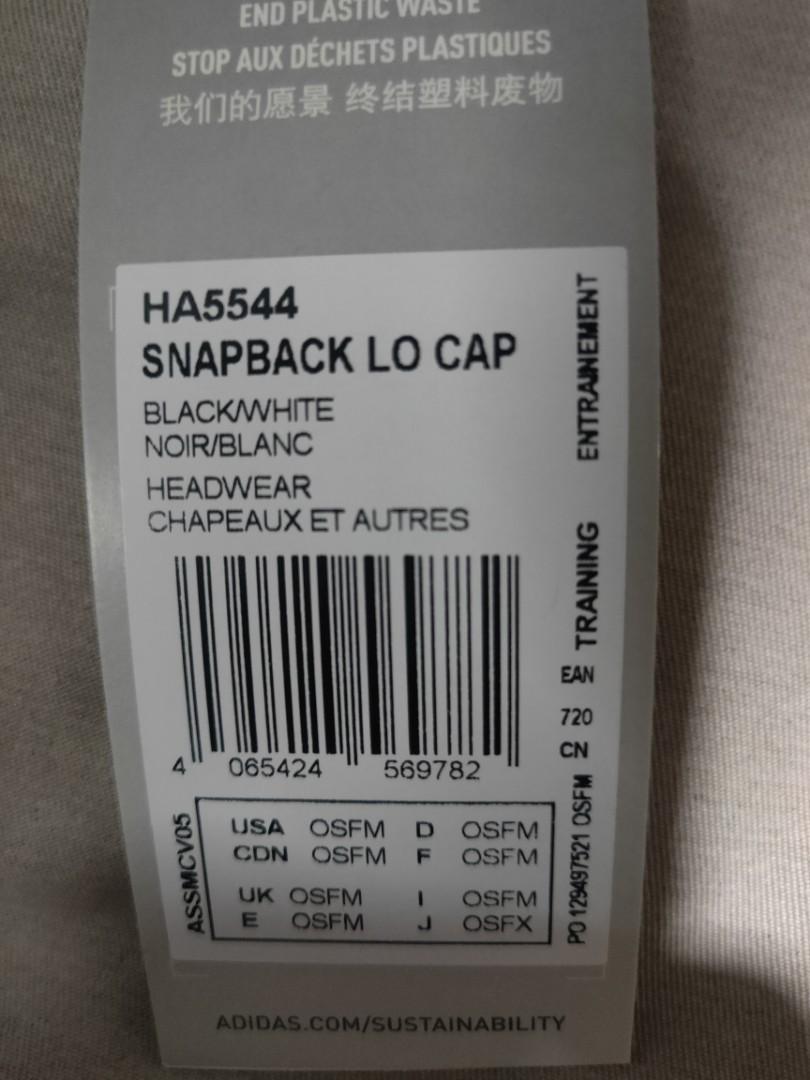 END PLASTIC WASTE
STOP AUX DÉCHETS PLASTIQUES
我们的愿景 终结塑料废物
HA5544
SNAPBACK LO CAP
BLACK/WHITE
NOIR/BLANC
HEADWEAR
CHAPEAUX ET AUTRES
TRAINING ENTRAINEMENT
EAN
720
CN
4 065424 569782
ASSMCV05
USA OSFM D OSFM
CDN OSFM F OSFM
UK OSFM I OSFM
E OSFM J OSFX
PO 129497521 OSFM
ADIDAS.COM/SUSTAINABILITY